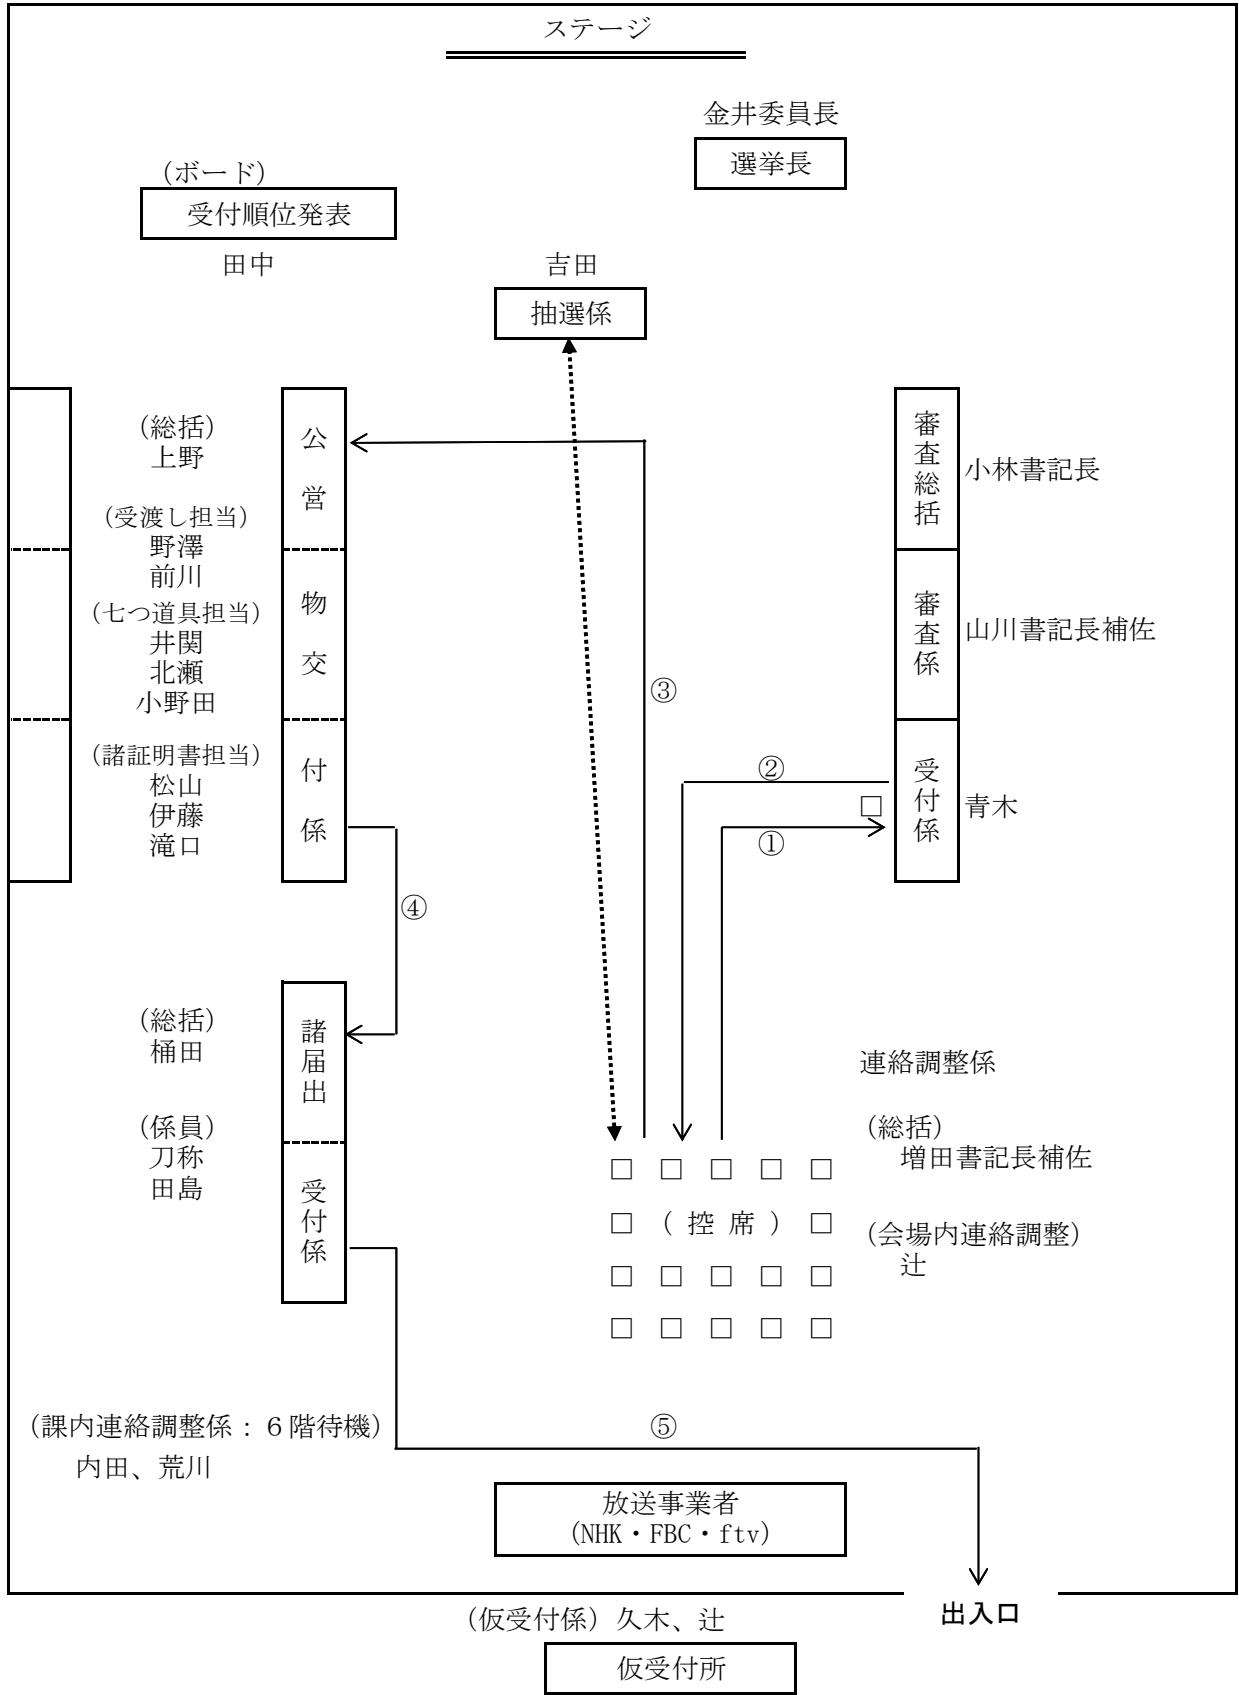 ステージ
金井委員長
選挙長
(ボード)
受付順位発表
田中
吉田
抽選係
(総括)
上野
(受渡し担当)
野澤
前川
(七つ道具担当)
井関
北瀬
小野田
(諸証明書担当)
松山
伊藤
滝口
公営物交付係
審査総括
小林書記長
審査係
山川書記長補佐
受付係
青木
□
①
②
③
④
(総括)
桶田
(係員)
刀称
田島
諸届出受付係
連絡調整係
(総括)
増田書記長補佐
(会場内連絡調整)
辻
□ □ □ □ □
□ (控席) □
□ □ □ □ □
□ □ □ □ □
(課内連絡調整係:6階待機)
内田、荒川
⑤
放送事業者
(NHK・FBC・ftv)
出入口
(仮受付係)久木、辻
仮受付所